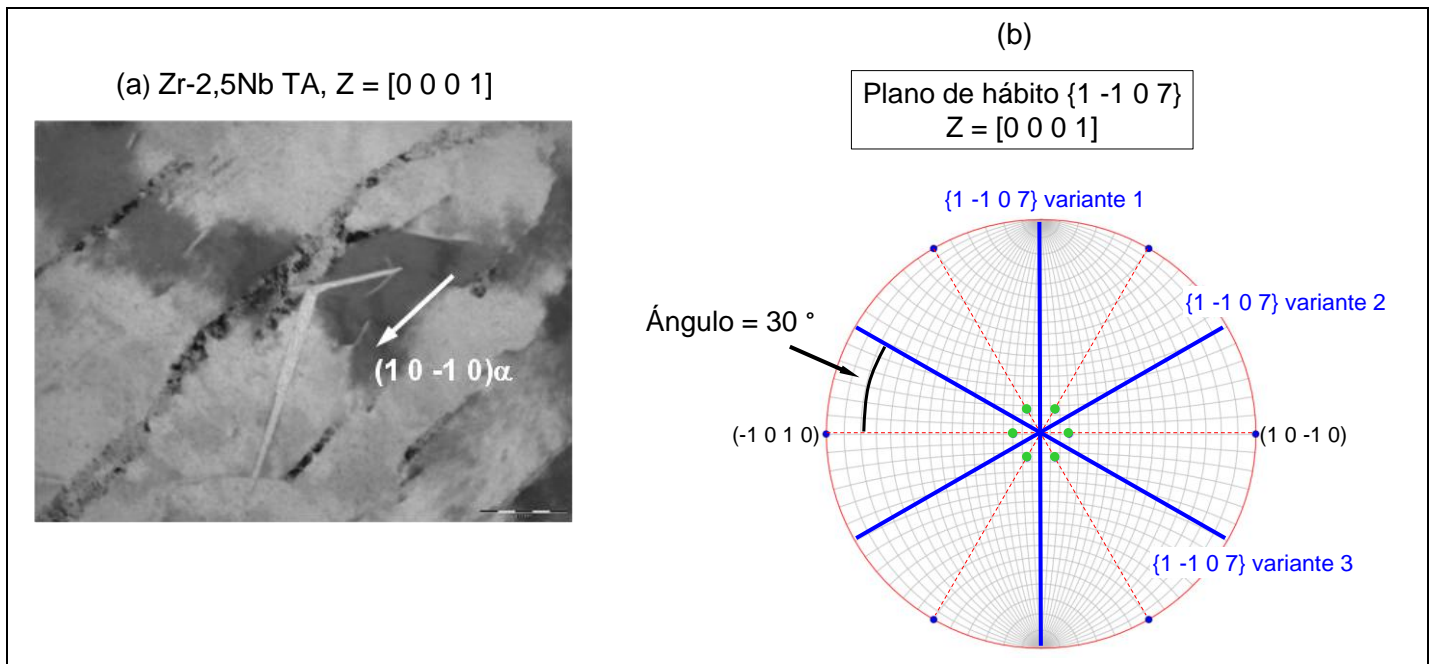 (a) Zr-2,5Nb TA, Z = [0 0 0 1]
(1 0 -1 0)α
(b)
Plano de hábito {1 -1 0 7}
Z = [0 0 0 1]
{1 -1 0 7} variante 1
{1 -1 0 7} variante 2
Ángulo = 30 °
(-1 0 1 0)
(1 0 -1 0)
{1 -1 0 7} variante 3